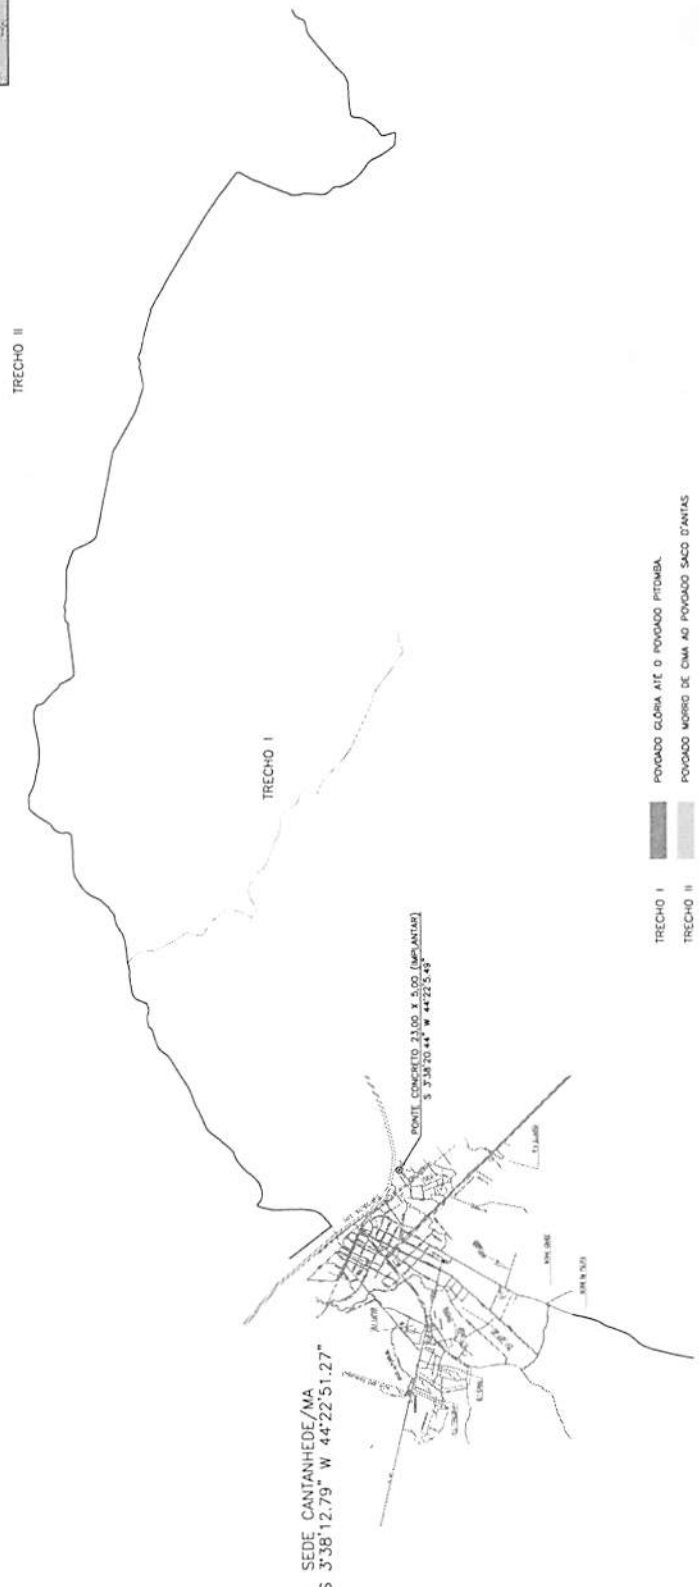 TRECHO II
TRECHO I
PONTE CONCRETO 23,00 X 5,00 (IMPLANTAR)
S 3°38'20.44" W 44°22'5.49"
SEDE CANTANHEDE/MA
S 3°38'12.79" W 44°22'51.27"
TRECHO I POVOADO GLÓRIA ATÉ O POVOADO PITOMBA.
TRECHO II POVOADO MORRO DE CIMA AO POVOADO SACO D'ANTAS